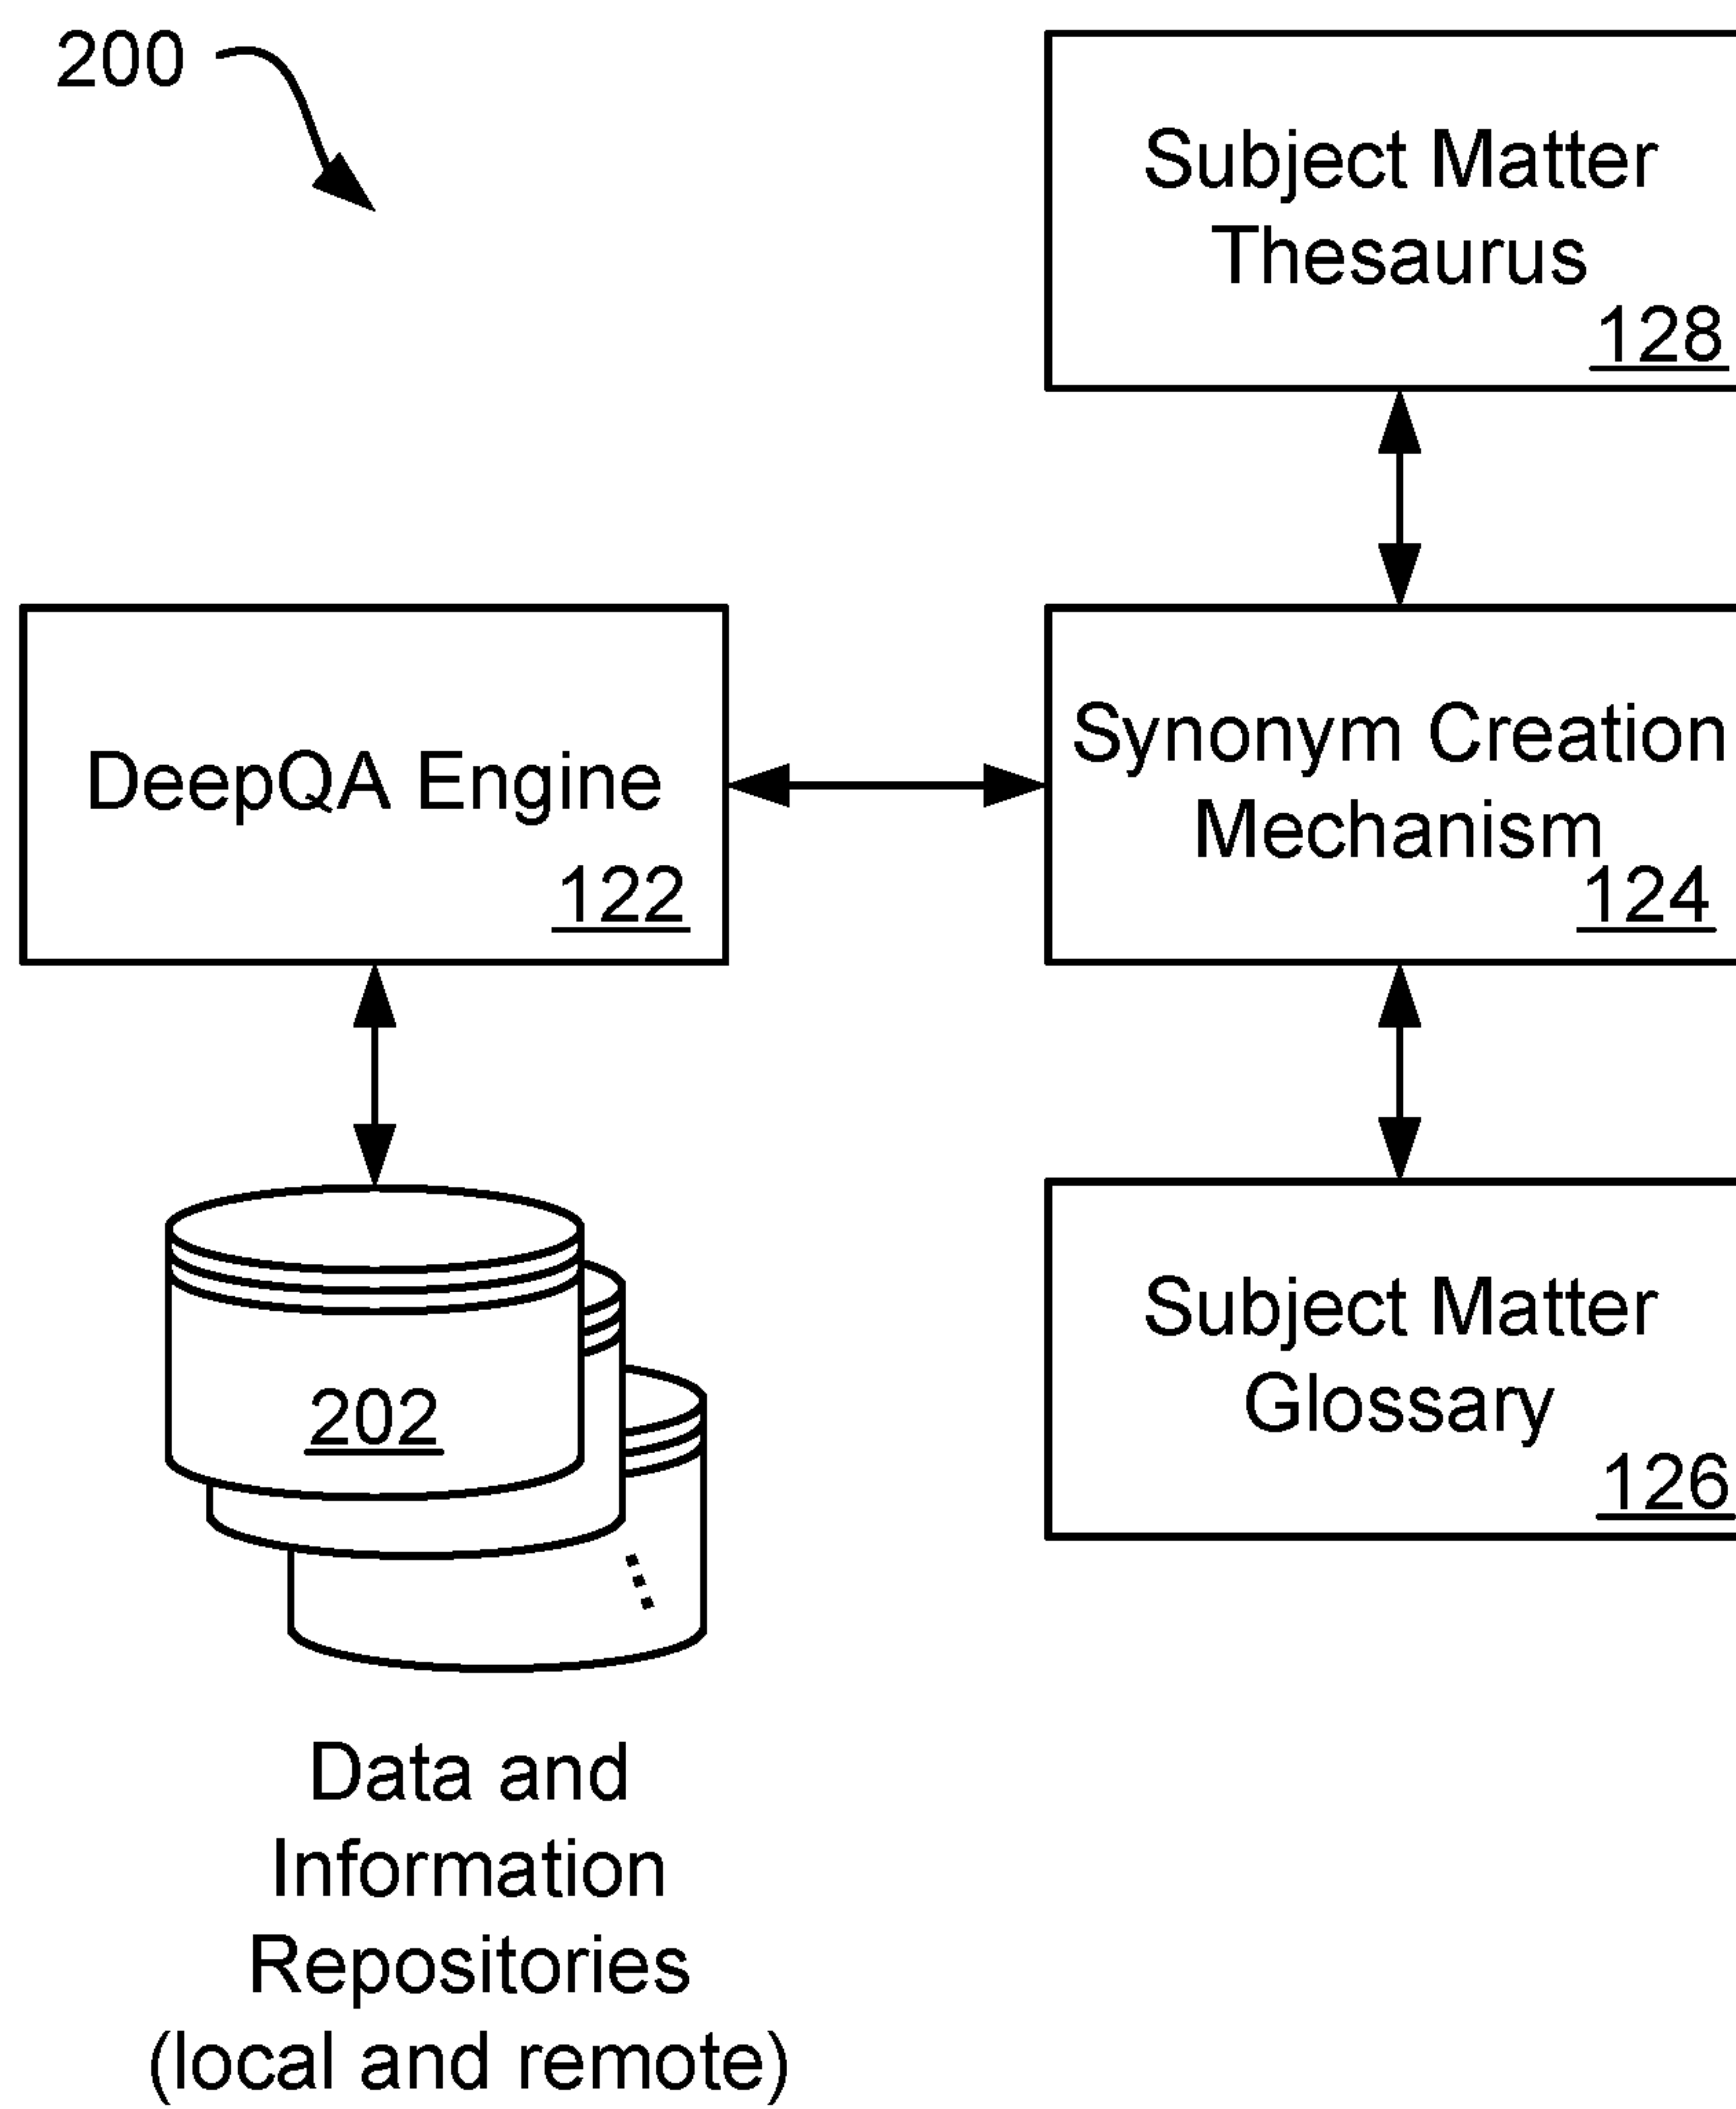 200
Subject Matter
Thesaurus
128
DeepQA Engine
122
Synonym Creation
Mechanism
124
202
Subject Matter
Glossary
126
Data and
Information
Repositories
(local and remote)